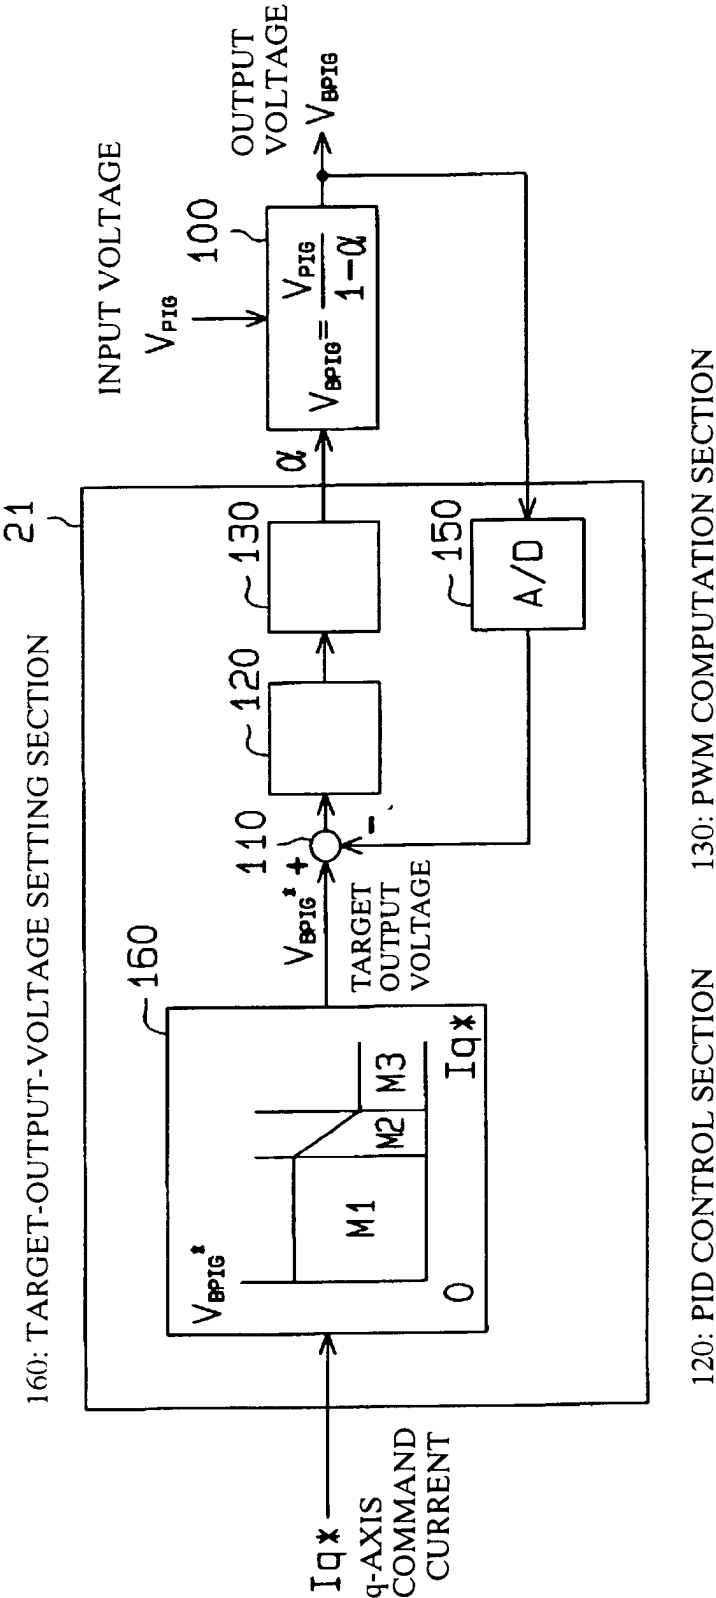 160: TARGET-OUTPUT-VOLTAGE SETTING SECTION
21
INPUT VOLTAGE
V_PIG
OUTPUT
VOLTAGE
V_BPIG
100
V_BPIG = V_PIG / 1-α
α
130
120
110
V_BPIG*
+
-
TARGET
OUTPUT
VOLTAGE
150
A/D
160
V_BPIG*
M1
M2
M3
0
Iq*
Iq*
q-AXIS
COMMAND
CURRENT
120: PID CONTROL SECTION
130: PWM COMPUTATION SECTION